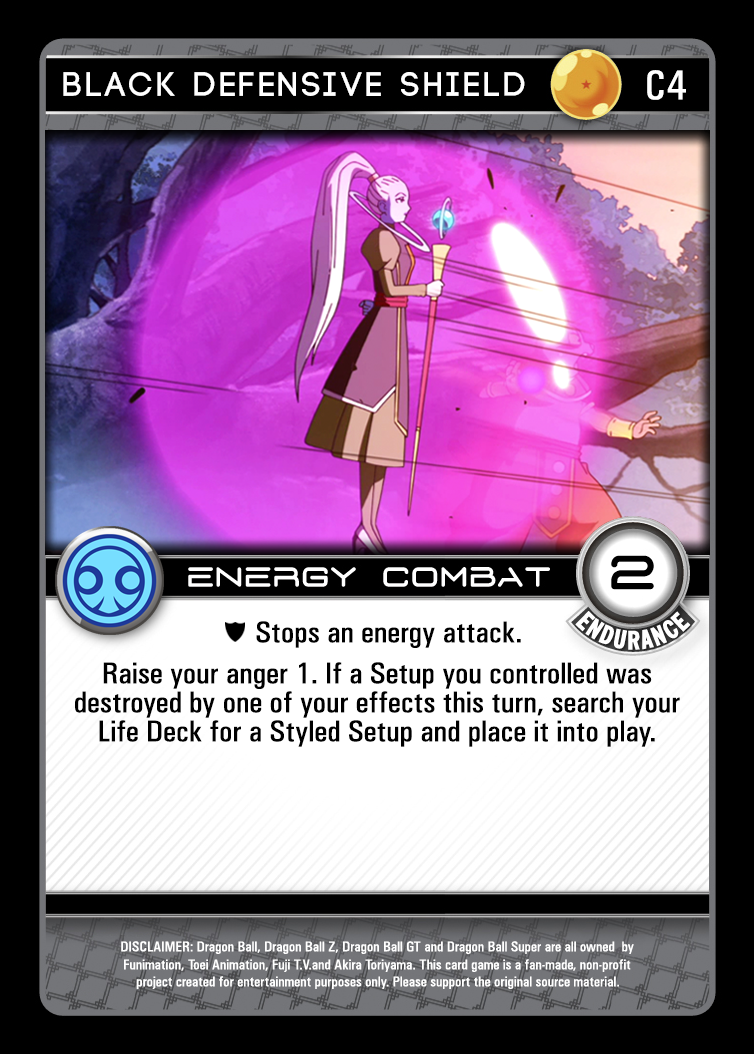 BLACK DEFENSIVE SHIELD C4
ENERGY COMBAT 2
ENDURANCE
Stops an energy attack.
Raise your anger 1. If a Setup you controlled was
destroyed by one of your effects this turn, search your
Life Deck for a Styled Setup and place it into play.
DISCLAIMER: Dragon Ball, Dragon Ball Z, Dragon Ball GT and Dragon Ball Super are all owned by
Funimation, Toei Animation, Fuji T.V.and Akira Toriyama. This card game is a fan-made, non-profit
project created for entertainment purposes only. Please support the original source material.